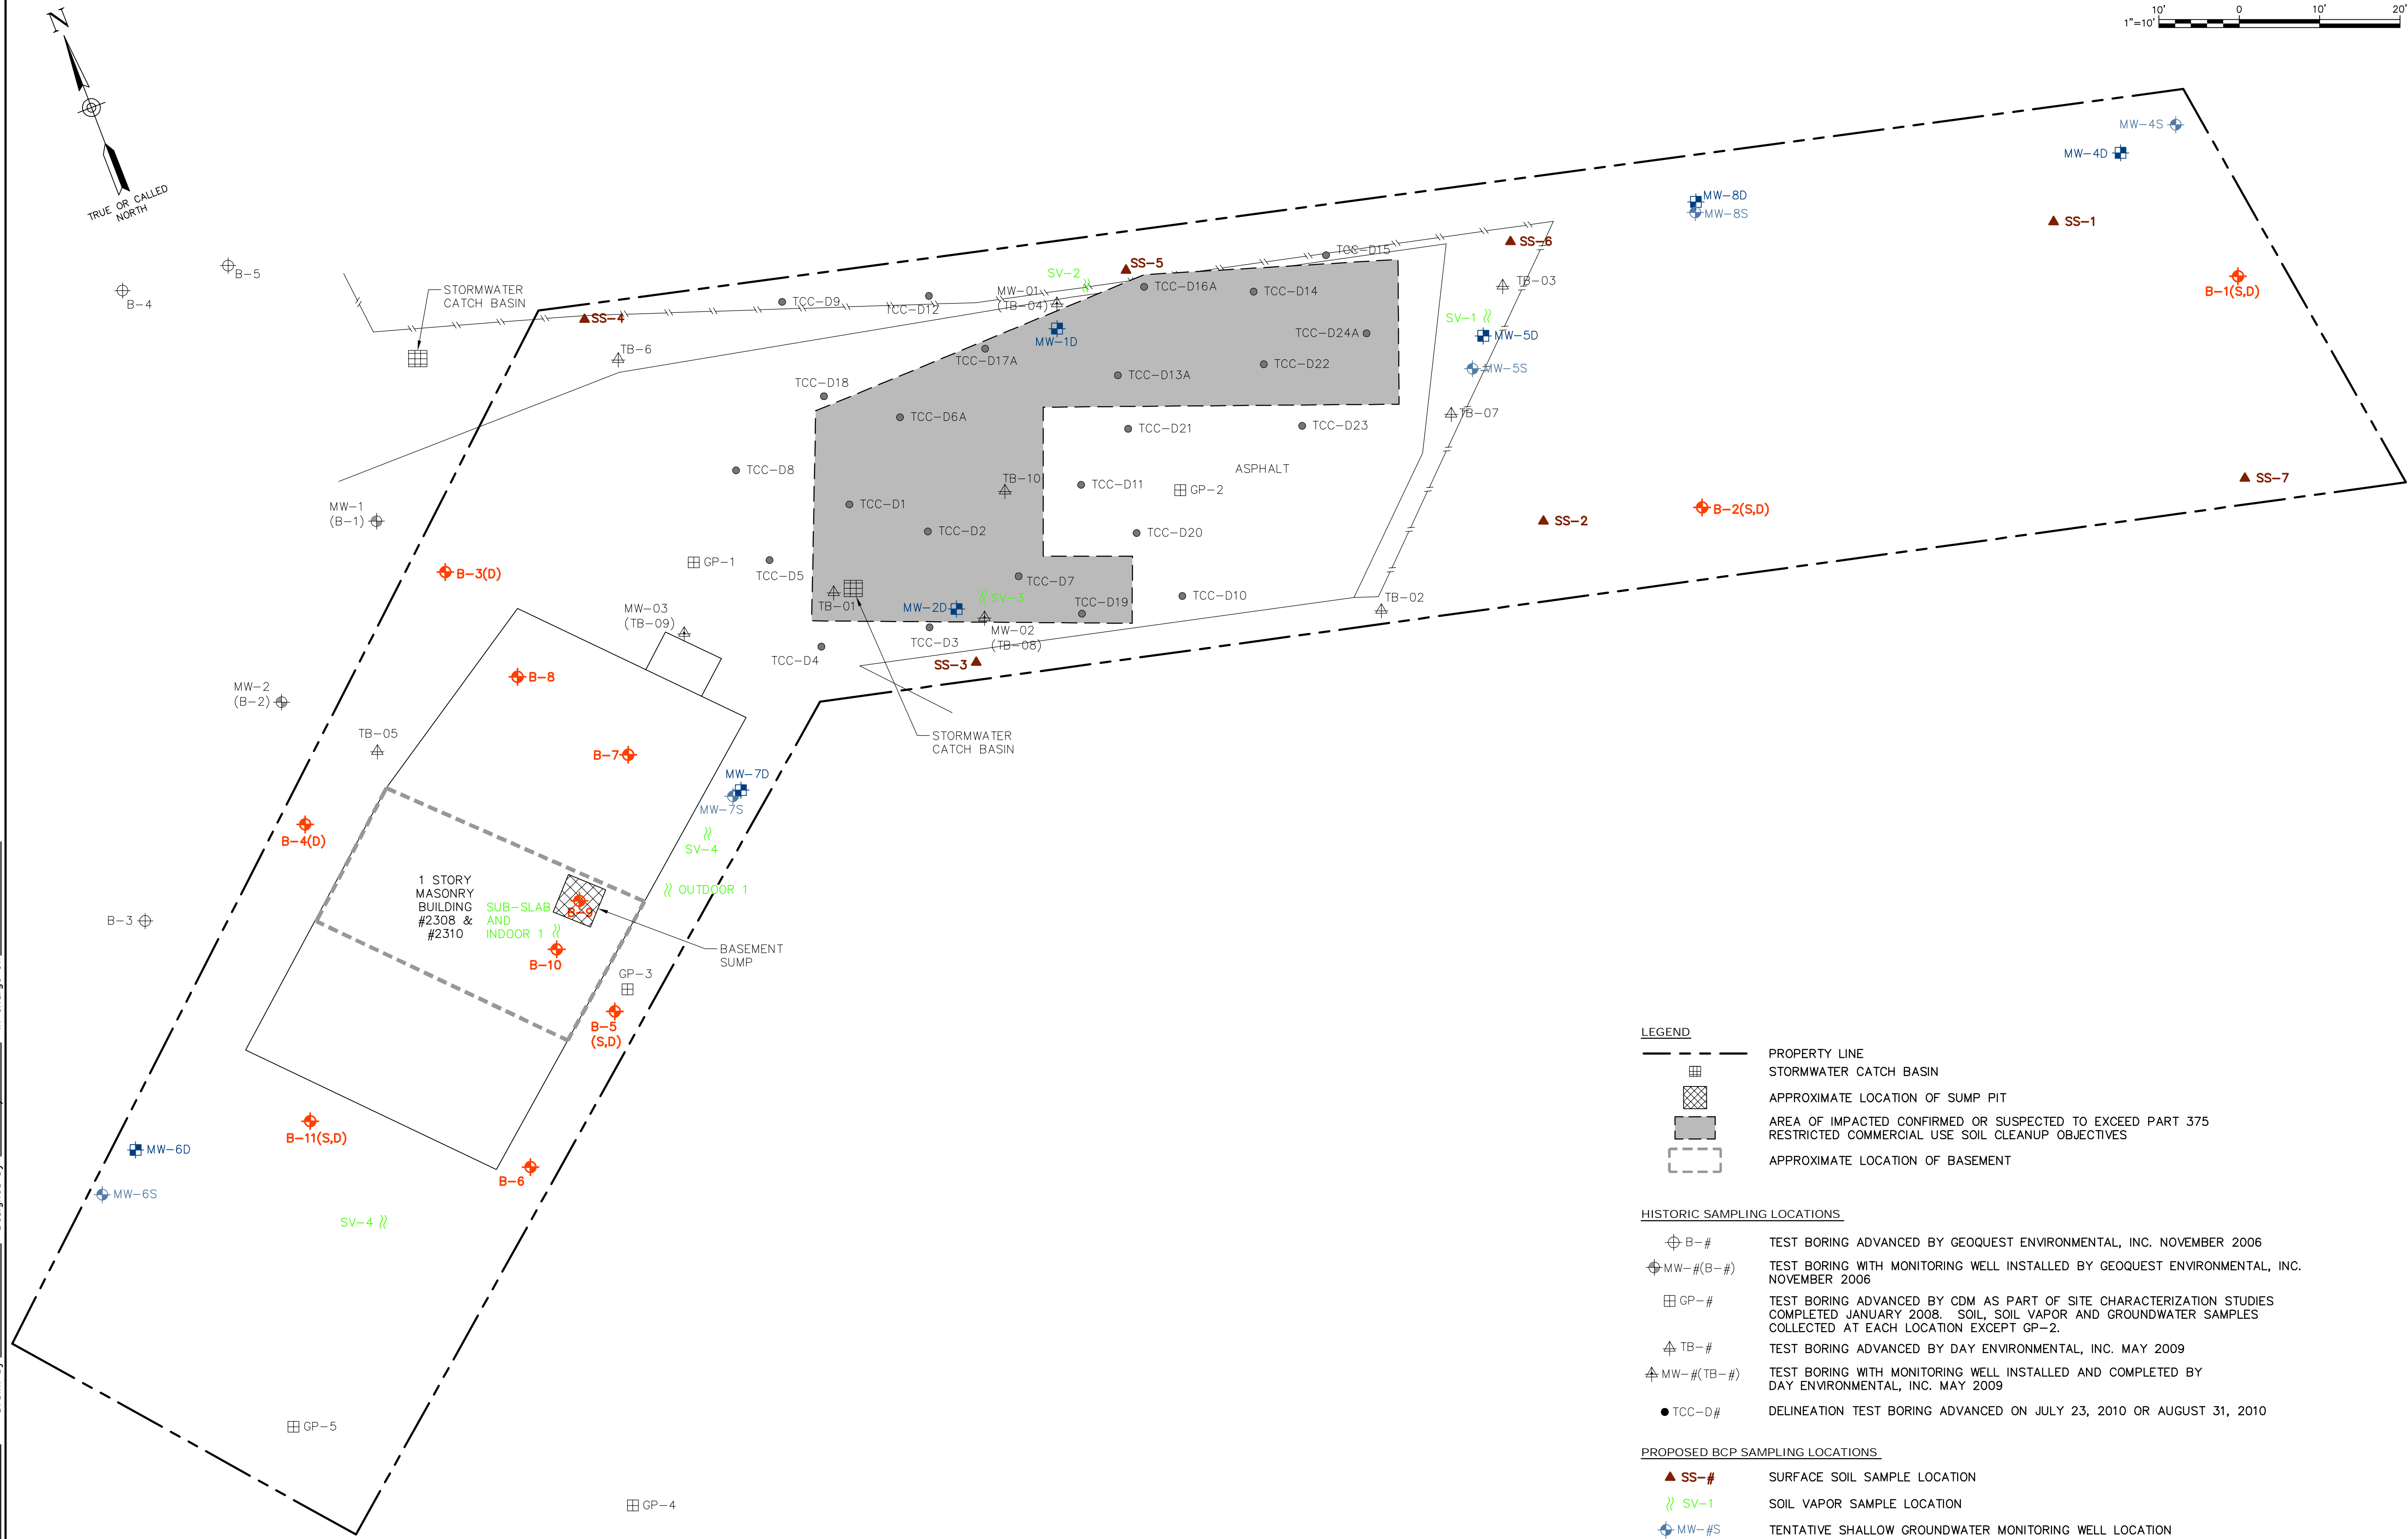 N
TRUE OR CALLED
NORTH
10'
0
10'
20'
1"=10'
MW-4S
MW-4D
MW-8D
MW-8S
SS-1
B-5
B-4
STORMWATER
CATCH BASIN
SS-4
TCC-D9
TCC-D12
SV-2
MW-01
(TB-04)
SS-5
TCC-D15
SS-6
TB-03
B-1(S,D)
TCC-D16A
TCC-D14
SV-1
MW-5D
TCC-D24A
MW-1D
TB-6
TCC-D17A
TCC-D22
MW-5S
TCC-D13A
TCC-D18
TCC-D6A
TB-07
TCC-D21
TCC-D23
TCC-D8
ASPHALT
TB-10
TCC-D11
GP-2
SS-7
TCC-D1
MW-1
(B-1)
B-2(S,D)
SS-2
TCC-D2
TCC-D20
GP-1
TCC-D5
B-3(D)
TCC-D7
SV-3
TCC-D10
TB-02
MW-03
(TB-09)
TB-01
MW-2D
TCC-D19
TCC-D3
MW-02
(TB-08)
TCC-D4
SS-3
B-8
MW-2
(B-2)
TB-05
STORMWATER
CATCH BASIN
B-7
MW-7D
MW-7S
B-4(D)
SV-4
1 STORY
MASONRY
BUILDING
#2308 &
#2310
OUTDOOR 1
SUB-SLAB
AND
INDOOR 1
B-9
B-3
BASEMENT
SUMP
B-10
GP-3
B-5
(S,D)
B-11(S,D)
MW-6D
B-6
MW-6S
SV-4
GP-5
GP-4
LEGEND
PROPERTY LINE
STORMWATER CATCH BASIN
APPROXIMATE LOCATION OF SUMP PIT
AREA OF IMPACTED CONFIRMED OR SUSPECTED TO EXCEED PART 375
RESTRICTED COMMERCIAL USE SOIL CLEANUP OBJECTIVES
APPROXIMATE LOCATION OF BASEMENT
HISTORIC SAMPLING LOCATIONS
B-# TEST BORING ADVANCED BY GEOQUEST ENVIRONMENTAL, INC. NOVEMBER 2006
MW-#(B-#) TEST BORING WITH MONITORING WELL INSTALLED BY GEOQUEST ENVIRONMENTAL, INC.
NOVEMBER 2006
GP-# TEST BORING ADVANCED BY CDM AS PART OF SITE CHARACTERIZATION STUDIES
COMPLETED JANUARY 2008. SOIL, SOIL VAPOR AND GROUNDWATER SAMPLES
COLLECTED AT EACH LOCATION EXCEPT GP-2.
TB-# TEST BORING ADVANCED BY DAY ENVIRONMENTAL, INC. MAY 2009
MW-#(TB-#) TEST BORING WITH MONITORING WELL INSTALLED AND COMPLETED BY
DAY ENVIRONMENTAL, INC. MAY 2009
TCC-D# DELINEATION TEST BORING ADVANCED ON JULY 23, 2010 OR AUGUST 31, 2010
PROPOSED BCP SAMPLING LOCATIONS
SS-# SURFACE SOIL SAMPLE LOCATION
SV-1 SOIL VAPOR SAMPLE LOCATION
MW-#S TENTATIVE SHALLOW GROUNDWATER MONITORING WELL LOCATION